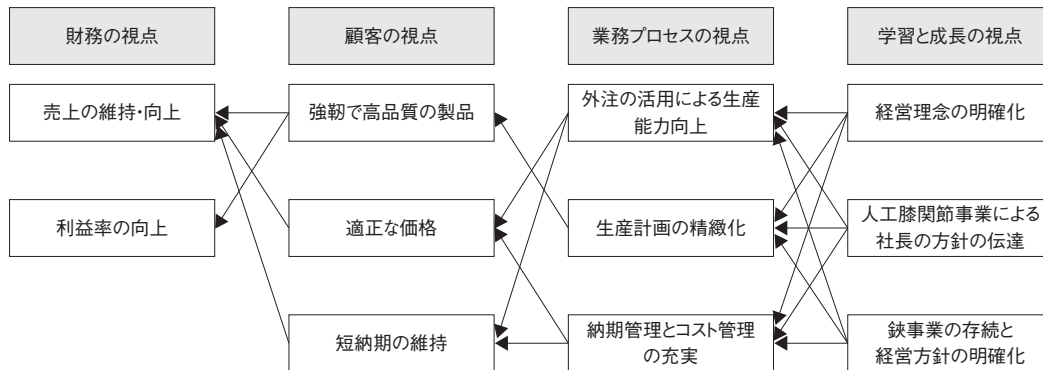 財務の視点
顧客の視点
業務プロセスの視点
学習と成長の視点
売上の維持・向上
強靭で高品質の製品
外注の活用による生産
能力向上
経営理念の明確化
利益率の向上
適正な価格
生産計画の精緻化
人工膝関節事業による
社長の方針の伝達
短納期の維持
納期管理とコスト管理
の充実
鋏事業の存続と
経営方針の明確化